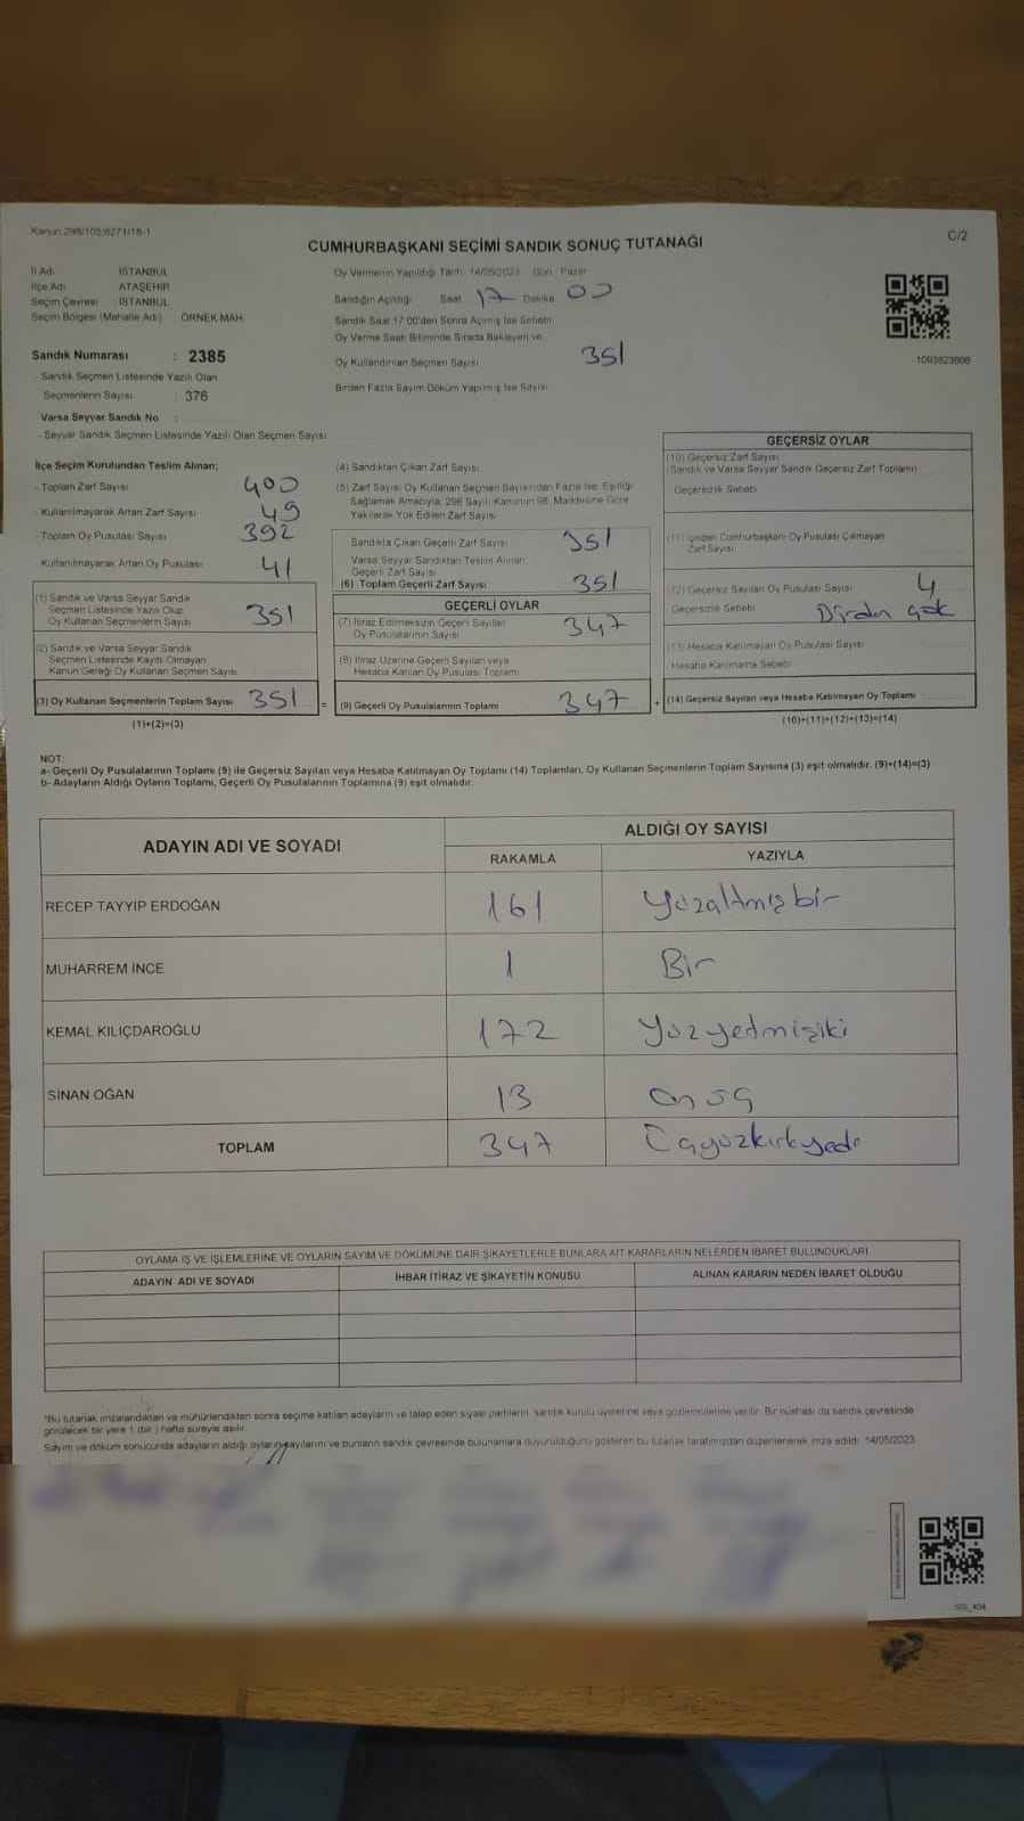 Kanun:298/105;6271/18-1
C/2
CUMHURBAŞKANI SEÇİMİ SANDIK SONUÇ TUTANAĞI
İl Adı İSTANBUL
İlçe Adı ATAŞEHİR
Seçim Çevresi İSTANBUL
Seçim Bölgesi (Mahalle Adı) ÖRNEK MAH.
Sandık Numarası : 2385
- Sandık Seçmen Listesinde Yazılı Olan
Seçmenlerin Sayısı : 376
Varsa Seyyar Sandık No :
- Seyyar Sandık Seçmen Listesinde Yazılı Olan Seçmen Sayısı
Oy Vermenin Yapıldığı Tarih: 14/05/2023 Gün: Pazar
Sandığın Açıldığı Saat 17 Dakika 00
Sandık Saat 17:00'den Sonra Açılmış İse Sebebi
Oy Verme Saati Bitiminde Sırada Bekleyen ve
Oy Kullandırılan Seçmen Sayısı 351
Birden Fazla Sayım Döküm Yapılmış İse Sayısı
1093823608
İlçe Seçim Kurulundan Teslim Alınan;
- Toplam Zarf Sayısı 400
- Kullanılmayarak Artan Zarf Sayısı 49
- Toplam Oy Pusulası Sayısı 392
- Kullanılmayarak Artan Oy Pusulası 41
(1) Sandık ve Varsa Seyyar Sandık
Seçmen Listesinde Yazılı Olup
Oy Kullanan Seçmenlerin Sayısı 351
(2) Sandık ve Varsa Seyyar Sandık
Seçmen Listesinde Kayıtlı Olmayan
Kanun Gereği Oy Kullanan Seçmen Sayısı
(3) Oy Kullanan Seçmenlerin Toplam Sayısı 351 =
(1)+(2)=(3)
(4) Sandıktan Çıkan Zarf Sayısı
(5) Zarf Sayısı Oy Kullanan Seçmen Sayısından Fazla İse, Eşitliği
Sağlamak Amacıyla, 298 Sayılı Kanunun 98. Maddesine Göre
Yakılarak Yok Edilen Zarf Sayısı
Sandıkta Çıkan Geçerli Zarf Sayısı 351
Varsa Seyyar Sandıktan Teslim Alınan
Geçerli Zarf Sayısı
(6) Toplam Geçerli Zarf Sayısı 351
GEÇERLİ OYLAR
(7) İtiraz Edilmeksizin Geçerli Sayılan
Oy Pusulalarının Sayısı 347
(8) İtiraz Üzerine Geçerli Sayılan veya
Hesaba Katılan Oy Pusulası Toplamı
(9) Geçerli Oy Pusulalarının Toplamı 347 +
GEÇERSİZ OYLAR
(10) Geçersiz Zarf Sayısı
(Sandık ve Varsa Seyyar Sandık Geçersiz Zarf Toplamı)
Geçersizlik Sebebi
(11) İçinden Cumhurbaşkanı Oy Pusulası Çıkmayan
Zarf Sayısı
(12) Geçersiz Sayılan Oy Pusulası Sayısı 4
Geçersizlik Sebebi
(13) Hesaba Katılmayan Oy Pusulası Sayısı
Hesaba Katılmama Sebebi
(14) Geçersiz Sayılan veya Hesaba Katılmayan Oy Toplamı
(10)+(11)+(12)+(13)=(14)
NOT:
a- Geçerli Oy Pusulalarının Toplamı (9) ile Geçersiz Sayılan veya Hesaba Katılmayan Oy Toplamı (14) Toplamları, Oy Kullanan Seçmenlerin Toplam Sayısına (3) eşit olmalıdır. (9)+(14)=(3)
b- Adayların Aldığı Oyların Toplamı, Geçerli Oy Pusulalarının Toplamına (9) eşit olmalıdır.
ADAYIN ADI VE SOYADI ALDIĞI OY SAYISI
RAKAMLA YAZIYLA
RECEP TAYYİP ERDOĞAN 161 Yüzaltmışbir
MUHARREM İNCE 1 Bir
KEMAL KILIÇDAROĞLU 172 Yüzyetmişiki
SİNAN OĞAN 13 Onüç
TOPLAM 347 Üçyüzkırkyedi
OYLAMA İŞ VE İŞLEMLERİNE VE OYLARIN SAYIM VE DÖKÜMÜNE DAİR ŞİKAYETLERLE BUNLARA AİT KARARLARIN NELERDEN İBARET BULUNDUKLARI
ADAYIN ADI VE SOYADI İHBAR İTİRAZ VE ŞİKAYETİN KONUSU ALINAN KARARIN NEDEN İBARET OLDUĞU
*Bu tutanak imzalandıktan ve mühürlendikten sonra seçime katılan adayların ve talep eden siyasi partilerin, sandık kurulu üyelerine veya gözlemcilerine verilir. Bir nüshası da sandık çevresinde
görülecek bir yere 1 (bir) hafta süreyle asılır.
Sayım ve döküm sonucunda adayların aldığı oyların sayılarını ve bunların sandık çevresinde bulunanlara duyurulduğunu gösteren bu tutanak tarafımızdan düzenlenerek imza edildi. 14/05/2023